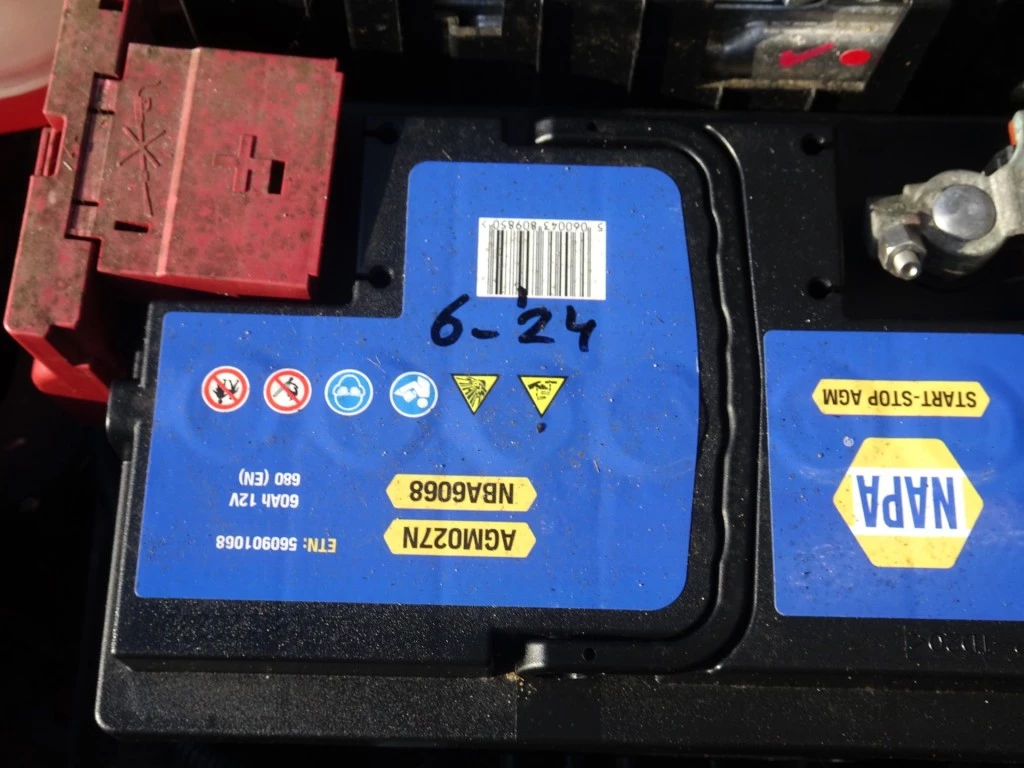 5 060043 809850 >
6-24
START-STOP AGM
NAPA
NBA6068
AGM027N
680 (EN)
60Ah 12V
ETN: 560901068